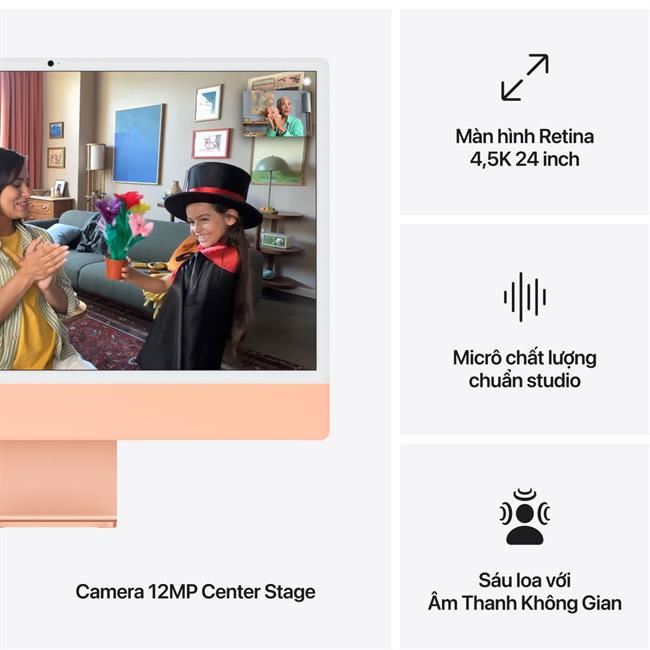 Màn hình Retina
4,5K 24 inch
Micrô chất lượng
chuẩn studio
Camera 12MP Center Stage
Sáu loa với
Âm Thanh Không Gian